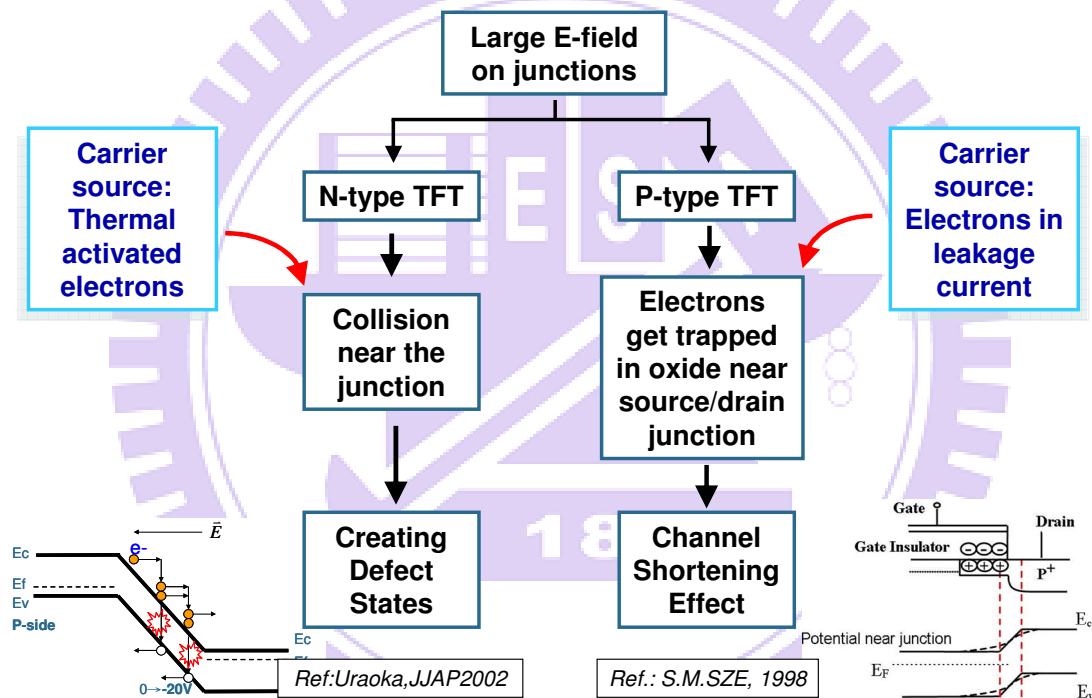 Large E-field
on junctions
Carrier
source:
Thermal
activated
electrons
N-type TFT
P-type TFT
Carrier
source:
Electrons in
leakage
current
ESA
Collision
near the
junction
Electrons
get trapped
in oxide near
source/drain
junction
Creating
Defect
States
18
Channel
Shortening
Effect
E
e-
Ec
Ef
Ev
P-side
Ec
0→-20V
Ref:Uraoka,JJAP2002
Ref.: S.M.SZE, 1998
Gate
Drain
Gate Insulator
P+
Potential near junction
Ec
EF